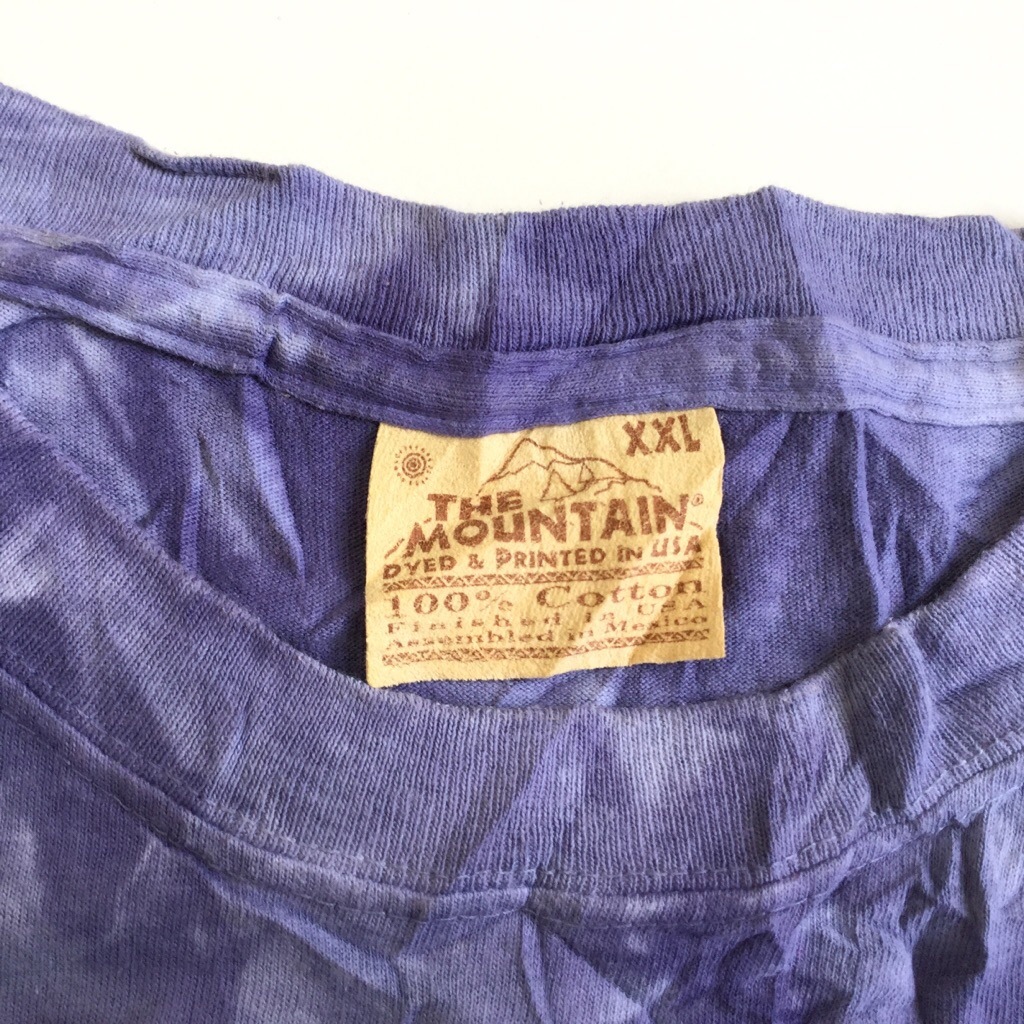 XXL
THE
MOUNTAIN®
DYED & PRINTED IN USA
100% Cotton
Finished in USA
Assembled in Mexico